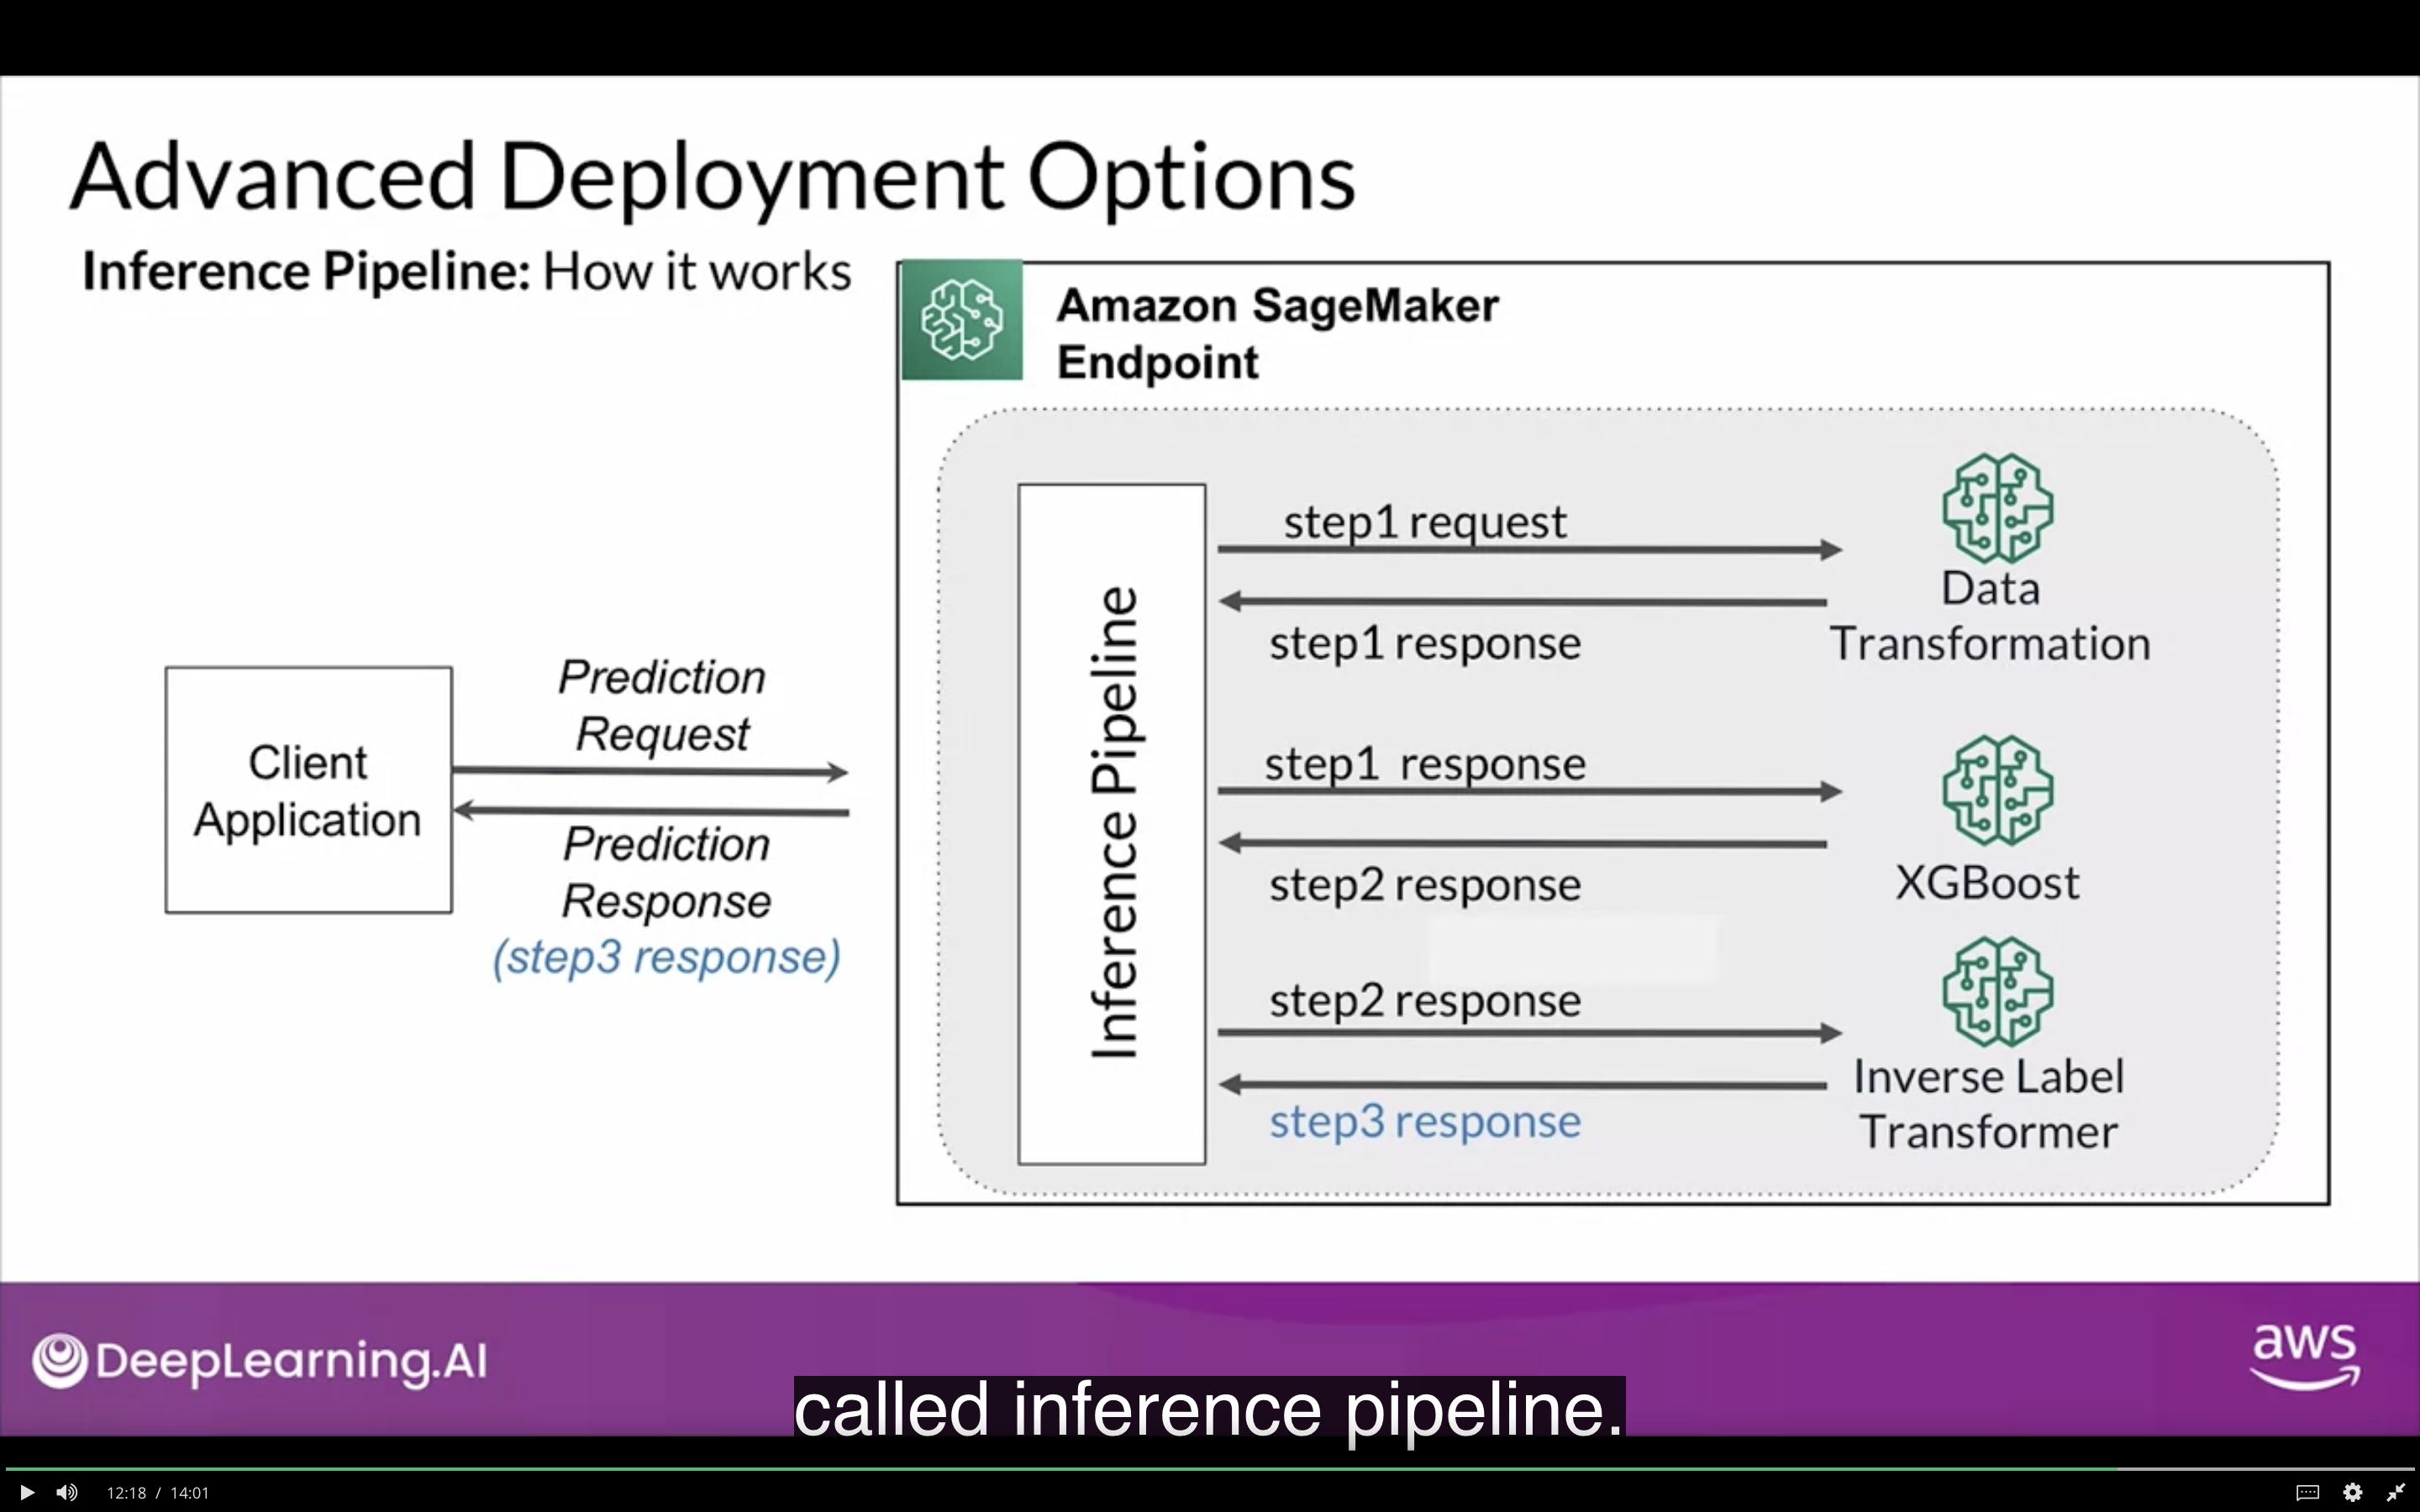 Advanced Deployment Options
Inference Pipeline: How it works
Amazon SageMaker
Endpoint
Client
Application
Prediction
Request
Prediction
Response
(step3 response)
Inference Pipeline
step1 request
step1 response
Data
Transformation
step1 response
step2 response
XGBoost
step2 response
step3 response
Inverse Label
Transformer
DeepLearning.AI
aws
called inference pipeline.
12:18 / 14:01